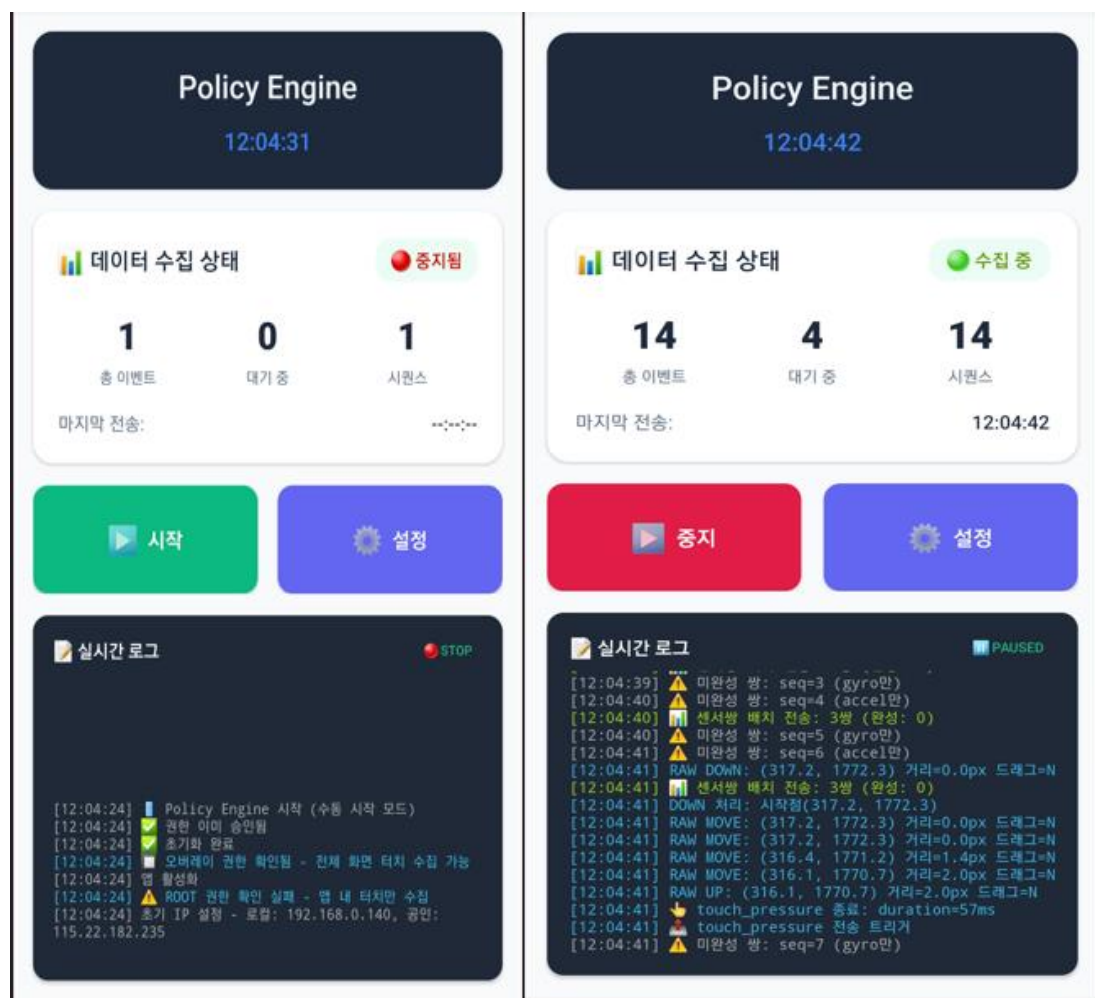 Policy Engine
12:04:31
데이터 수집 상태
중지됨
1
0
1
총 이벤트
대기 중
시퀀스
마지막 전송:
--:--:--
시작
설정
실시간 로그
STOP
[12:04:24] Policy Engine 시작 (수동 시작 모드)
[12:04:24] 권한 이미 승인됨
[12:04:24] 초기화 완료
[12:04:24] 오버레이 권한 확인됨 - 전체 화면 터치 수집 가능
[12:04:24] 앱 활성화
[12:04:24] ROOT 권한 확인 실패 - 앱 내 터치만 수집
[12:04:24] 초기 IP 설정 - 로컬: 192.168.0.140, 공인:
115.22.182.235
Policy Engine
12:04:42
데이터 수집 상태
수집 중
14
4
14
총 이벤트
대기 중
시퀀스
마지막 전송:
12:04:42
중지
설정
실시간 로그
PAUSED
[12:04:39] 미완성 쌍: seq=3 (gyro만)
[12:04:40] 미완성 쌍: seq=4 (accel만)
[12:04:40] 센서쌍 배치 전송: 3쌍 (완성: 0)
[12:04:40] 미완성 쌍: seq=5 (gyro만)
[12:04:41] 미완성 쌍: seq=6 (accel만)
[12:04:41] RAW DOWN: (317.2, 1772.3) 거리=0.0px 드래그=N
[12:04:41] 센서쌍 배치 전송: 3쌍 (완성: 0)
[12:04:41] DOWN 처리: 시작점(317.2, 1772.3)
[12:04:41] RAW MOVE: (317.2, 1772.3) 거리=0.0px 드래그=N
[12:04:41] RAW MOVE: (317.2, 1772.3) 거리=0.0px 드래그=N
[12:04:41] RAW MOVE: (316.4, 1771.2) 거리=1.4px 드래그=N
[12:04:41] RAW MOVE: (316.1, 1770.7) 거리=2.0px 드래그=N
[12:04:41] RAW UP: (316.1, 1770.7) 거리=2.0px 드래그=N
[12:04:41] touch_pressure 종료: duration=57ms
[12:04:41] touch_pressure 전송 트리거
[12:04:41] 미완성 쌍: seq=7 (gyro만)